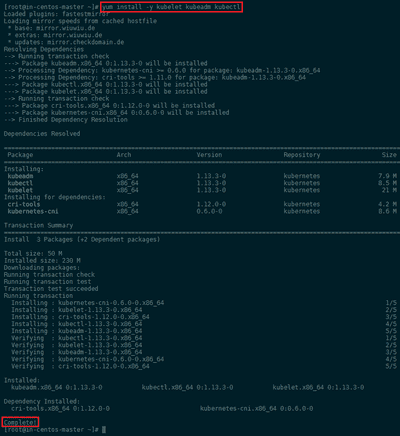 [root@in-centos-master ~]# yum install -y kubelet kubeadm kubectl
Loaded plugins: fastestmirror
Loading mirror speeds from cached hostfile
* base: mirror.wiuwiu.de
* extras: mirror.wiuwiu.de
* updates: mirror.checkdomain.de
Resolving Dependencies
--> Running transaction check
---> Package kubeadm.x86_64 0:1.13.3-0 will be installed
--> Processing Dependency: kubernetes-cni >= 0.6.0 for package: kubeadm-1.13.3-0.x86_64
--> Processing Dependency: cri-tools >= 1.11.0 for package: kubeadm-1.13.3-0.x86_64
---> Package kubectl.x86_64 0:1.13.3-0 will be installed
---> Package kubelet.x86_64 0:1.13.3-0 will be installed
--> Running transaction check
---> Package cri-tools.x86_64 0:1.12.0-0 will be installed
---> Package kubernetes-cni.x86_64 0:0.6.0-0 will be installed
--> Finished Dependency Resolution
Dependencies Resolved
Package Arch Version Repository Size
Installing:
kubeadm x86_64 1.13.3-0 kubernetes 7.9 M
kubectl x86_64 1.13.3-0 kubernetes 8.5 M
kubelet x86_64 1.13.3-0 kubernetes 21 M
Installing for dependencies:
cri-tools x86_64 1.12.0-0 kubernetes 4.2 M
kubernetes-cni x86_64 0.6.0-0 kubernetes 8.6 M
Transaction Summary
Install 3 Packages (+2 Dependent packages)
Total size: 50 M
Installed size: 230 M
Downloading packages:
Running transaction check
Running transaction test
Transaction test succeeded
Running transaction
Installing : kubernetes-cni-0.6.0-0.x86_64 1/5
Installing : kubelet-1.13.3-0.x86_64 2/5
Installing : cri-tools-1.12.0-0.x86_64 3/5
Installing : kubectl-1.13.3-0.x86_64 4/5
Installing : kubeadm-1.13.3-0.x86_64 5/5
Verifying : kubectl-1.13.3-0.x86_64 1/5
Verifying : kubelet-1.13.3-0.x86_64 2/5
Verifying : kubeadm-1.13.3-0.x86_64 3/5
Verifying : kubernetes-cni-0.6.0-0.x86_64 4/5
Verifying : cri-tools-1.12.0-0.x86_64 5/5
Installed:
kubeadm.x86_64 0:1.13.3-0 kubectl.x86_64 0:1.13.3-0 kubelet.x86_64 0:1.13.3-0
Dependency Installed:
cri-tools.x86_64 0:1.12.0-0 kubernetes-cni.x86_64 0:0.6.0-0
Complete!
[root@in-centos-master ~]#